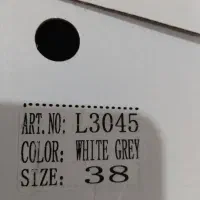 ART.NO: L3045
COLOR: WHITE GREY
SIZE: 38